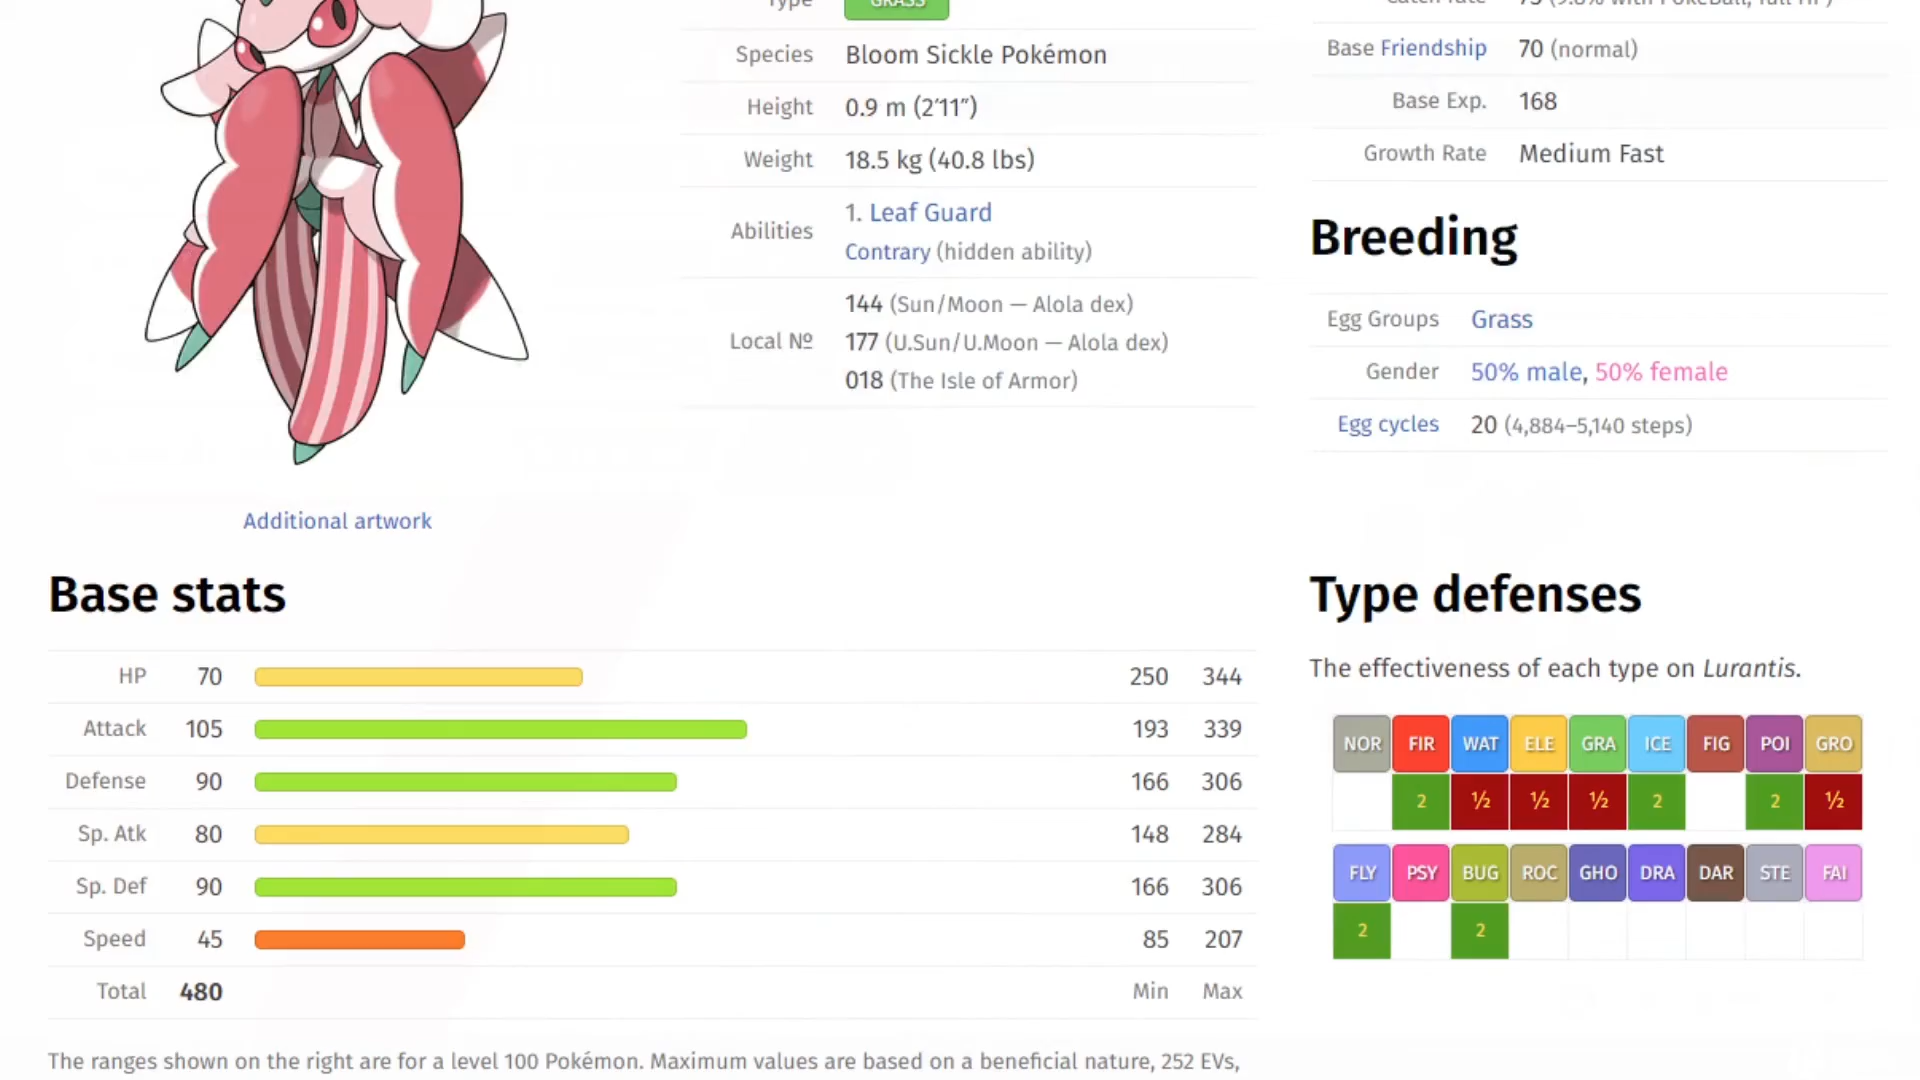 Type GRASS
Species Bloom Sickle Pokémon
Height 0.9 m (2′11″)
Weight 18.5 kg (40.8 lbs)
Abilities
1. Leaf Guard
Contrary (hidden ability)
Local №
144 (Sun/Moon — Alola dex)
177 (U.Sun/U.Moon — Alola dex)
018 (The Isle of Armor)
Additional artwork
Catch rate
Base Friendship 70 (normal)
Base Exp. 168
Growth Rate Medium Fast
Breeding
Egg Groups Grass
Gender 50% male, 50% female
Egg cycles 20 (4,884–5,140 steps)
Base stats
HP 70 250 344
Attack 105 193 339
Defense 90 166 306
Sp. Atk 80 148 284
Sp. Def 90 166 306
Speed 45 85 207
Total 480 Min Max
The ranges shown on the right are for a level 100 Pokémon. Maximum values are based on a beneficial nature, 252 EVs,
Type defenses
The effectiveness of each type on Lurantis.
NOR FIR WAT ELE GRA ICE FIG POI GRO
2 ½ ½ ½ 2 2 ½
FLY PSY BUG ROC GHO DRA DAR STE FAI
2 2